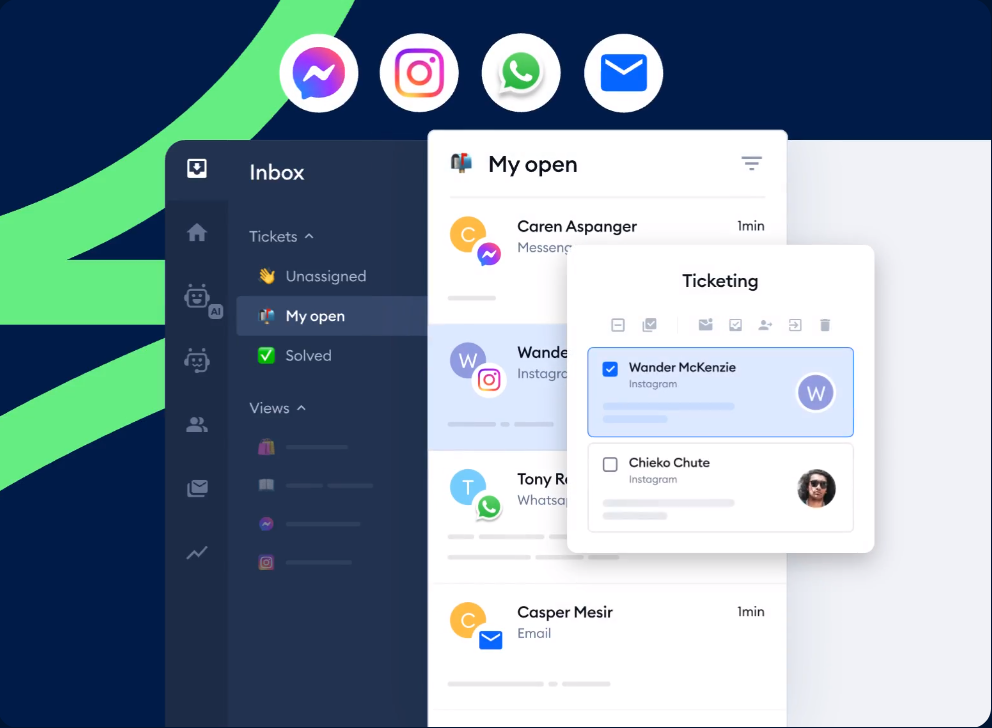 Inbox
Tickets
Unassigned
My open
Solved
Views
AI
My open
C
Caren Aspanger
1min
Messeng
W
Wande
Instagra
T
Tony R
Whatsa
C
Casper Mesir
1min
Email
Ticketing
Wander McKenzie
Instagram
W
Chieko Chute
Instagram